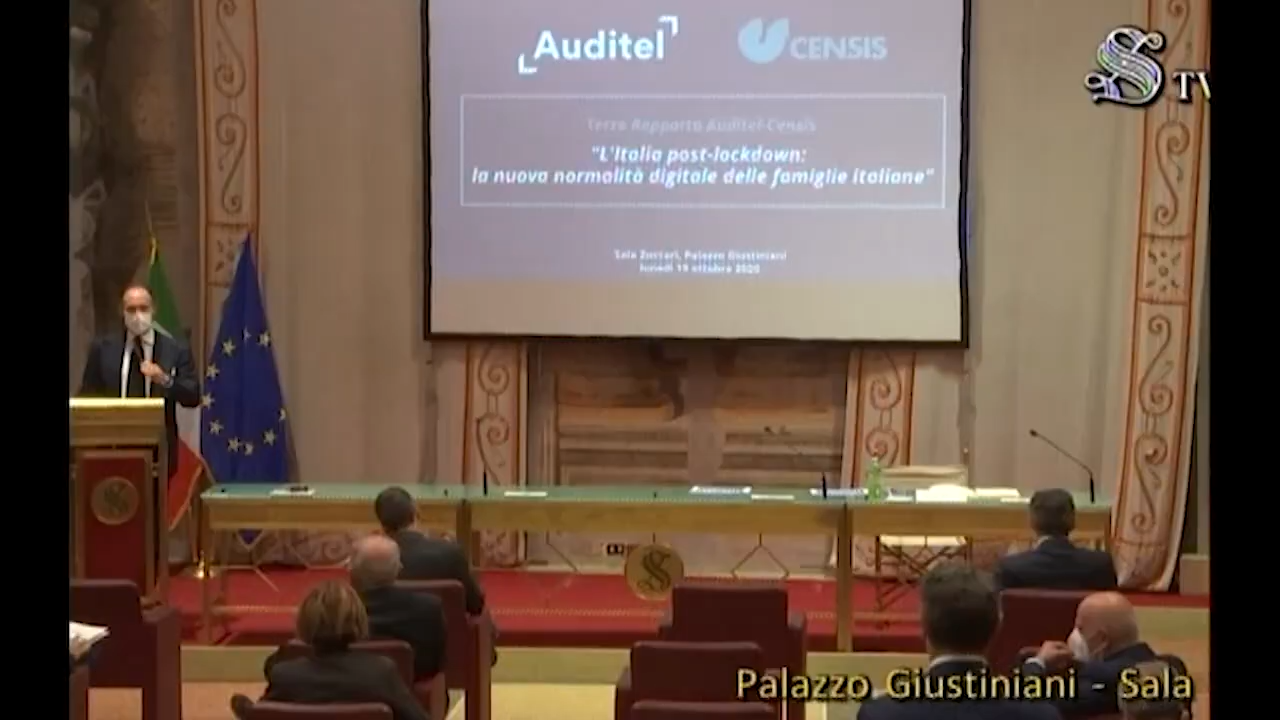 Auditel
CENSIS
S TV
Terzo Rapporto Auditel-Censis
"L'Italia post-lockdown:
la nuova normalità digitale delle famiglie italiane"
Sala Zuccari, Palazzo Giustiniani
lunedì 19 ottobre 2020
S
S
Palazzo Giustiniani - Sala